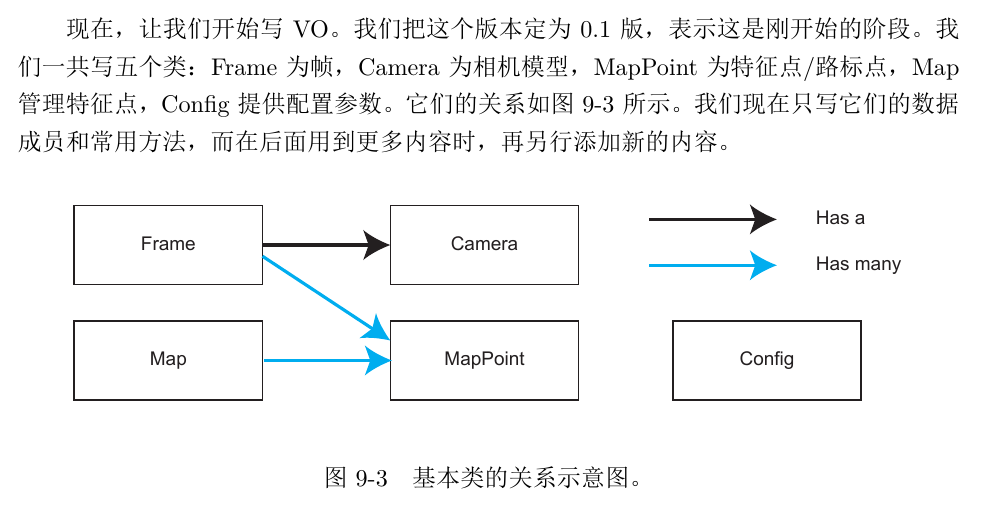 现在，让我们开始写 VO。我们把这个版本定为 0.1 版，表示这是刚开始的阶段。我
们一共写五个类：Frame 为帧，Camera 为相机模型，MapPoint 为特征点/路标点，Map
管理特征点，Config 提供配置参数。它们的关系如图 9-3 所示。我们现在只写它们的数据
成员和常用方法，而在后面用到更多内容时，再另行添加新的内容。
Frame
Camera
Has a
Has many
Map
MapPoint
Config
图 9-3 基本类的关系示意图。